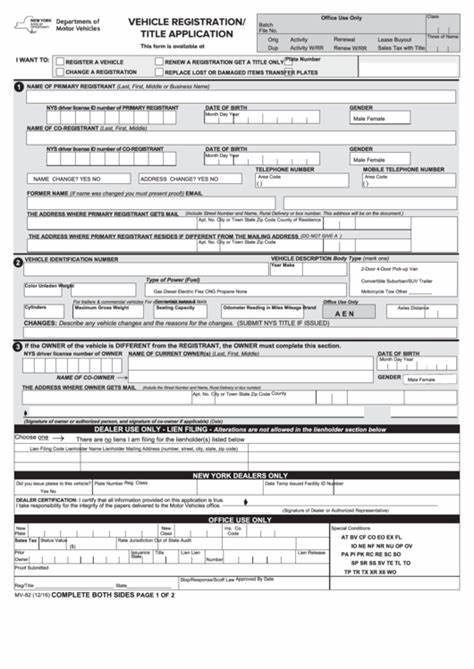 NEW YORK
Department of
Motor Vehicles
VEHICLE REGISTRATION/
TITLE APPLICATION
This form is available at
Office Use Only
Class
Batch
File No.
Three of Name
Orig Activity Renewal Lease Buyout
Dup Activity W/RR Renew W/RR Sales Tax with Title
I WANT TO:
REGISTER A VEHICLE
RENEW A REGISTRATION GET A TITLE ONLY
Plate Number
CHANGE A REGISTRATION
REPLACE LOST OR DAMAGED ITEMS TRANSFER PLATES
1 NAME OF PRIMARY REGISTRANT (Last, First, Middle or Business Name)
NYS driver license ID number of PRIMARY REGISTRANT
DATE OF BIRTH
GENDER
Month Day Year
Male Female
NAME OF CO-REGISTRANT (Last, First, Middle)
NYS driver license ID number of CO-REGISTRANT
DATE OF BIRTH
GENDER
Month Day Year
Male Female
TELEPHONE NUMBER
MOBILE TELEPHONE NUMBER
NAME CHANGE? YES NO
ADDRESS CHANGE? YES NO
Area Code
( )
Area Code
( )
FORMER NAME (If name was changed you must present proof) EMAIL
THE ADDRESS WHERE PRIMARY REGISTRANT GETS MAIL (Include Street Number and Name, Rural Delivery or box number. This address will be on the document.)
Apt. No. City or Town State Zip Code County of Residence
THE ADDRESS WHERE PRIMARY REGISTRANT RESIDES IF DIFFERENT FROM THE MAILING ADDRESS. (DO NOT GIVE A
Apt. No. City or Town State Zip Code
2 VEHICLE IDENTIFICATION NUMBER
VEHICLE DESCRIPTION Body Type (mark one)
Year Make
2-Door 4-Door Pick-up Van
Color Unladen Weight
Type of Power (Fuel)
Convertible Suburban/SUV Trailer
Gas Diesel Electric Flex CNG Propane None
Motorcycle Tow Other
For trailers & commercial vehicles For commercial
Office Use Only
Cylinders
Maximum Gross Weight
Seating Capacity
Odometer Reading in Miles Mileage Brand
A E N
Axles Distance
CHANGES: Describe any vehicle changes and the reasons for the changes. (SUBMIT NYS TITLE IF ISSUED)
3 If the OWNER of the vehicle is DIFFERENT from the REGISTRANT, the OWNER must complete this section.
NYS driver license number of OWNER
NAME OF CURRENT OWNER(s) (Last, First, Middle)
DATE OF BIRTH
Month Day Year
NAME OF CO-OWNER (Last, First, Middle)
GENDER
Male Female
THE ADDRESS WHERE OWNER GETS MAIL (Include Street Number and Name, Rural Delivery or box number)
Apt. No. City or Town State Zip Code County
(Signature of owner or authorized person, and signature of co-owner if applicable) (Date)
DEALER USE ONLY - LIEN FILING - Alterations are not allowed in the lienholder section below
Choose one
There are no liens I am filing for the lienholder(s) listed below
Lien Filing Code Lienholder Name Lienholder Mailing Address (number, street, city, state, zip code)
NEW YORK DEALERS ONLY
Did you issue plates to this vehicle?
Plate No.
Reg. Class
Date Temp Issued Facility ID Number
Yes No
DEALER CERTIFICATION: I certify that all information provided on this application is true.
I take responsibility for the integrity of the papers delivered to the Motor Vehicles office.
(Signature of Dealer or Authorized Representative)
OFFICE USE ONLY
New
Plate
New
Class
Ins. Co.
Code
Special Conditions
Sales Tax
Status Value
($)
Rate Jurisdiction Out of State Audit
AT BV CF CO EO EX FL
IO NE NF NR NU OP OV
Prior
Title
Issuance
State
Title Lien Lien
Lien Release
PA PI PK RC RE SC SO
SP SR SS SV TE TL TO
TP TR TX SR X6 WO
Proof Submitted
Reg/Title
Stop/Response/Scoff Law Approved By Date
MV-82 (12/16) COMPLETE BOTH SIDES PAGE 1 OF 2